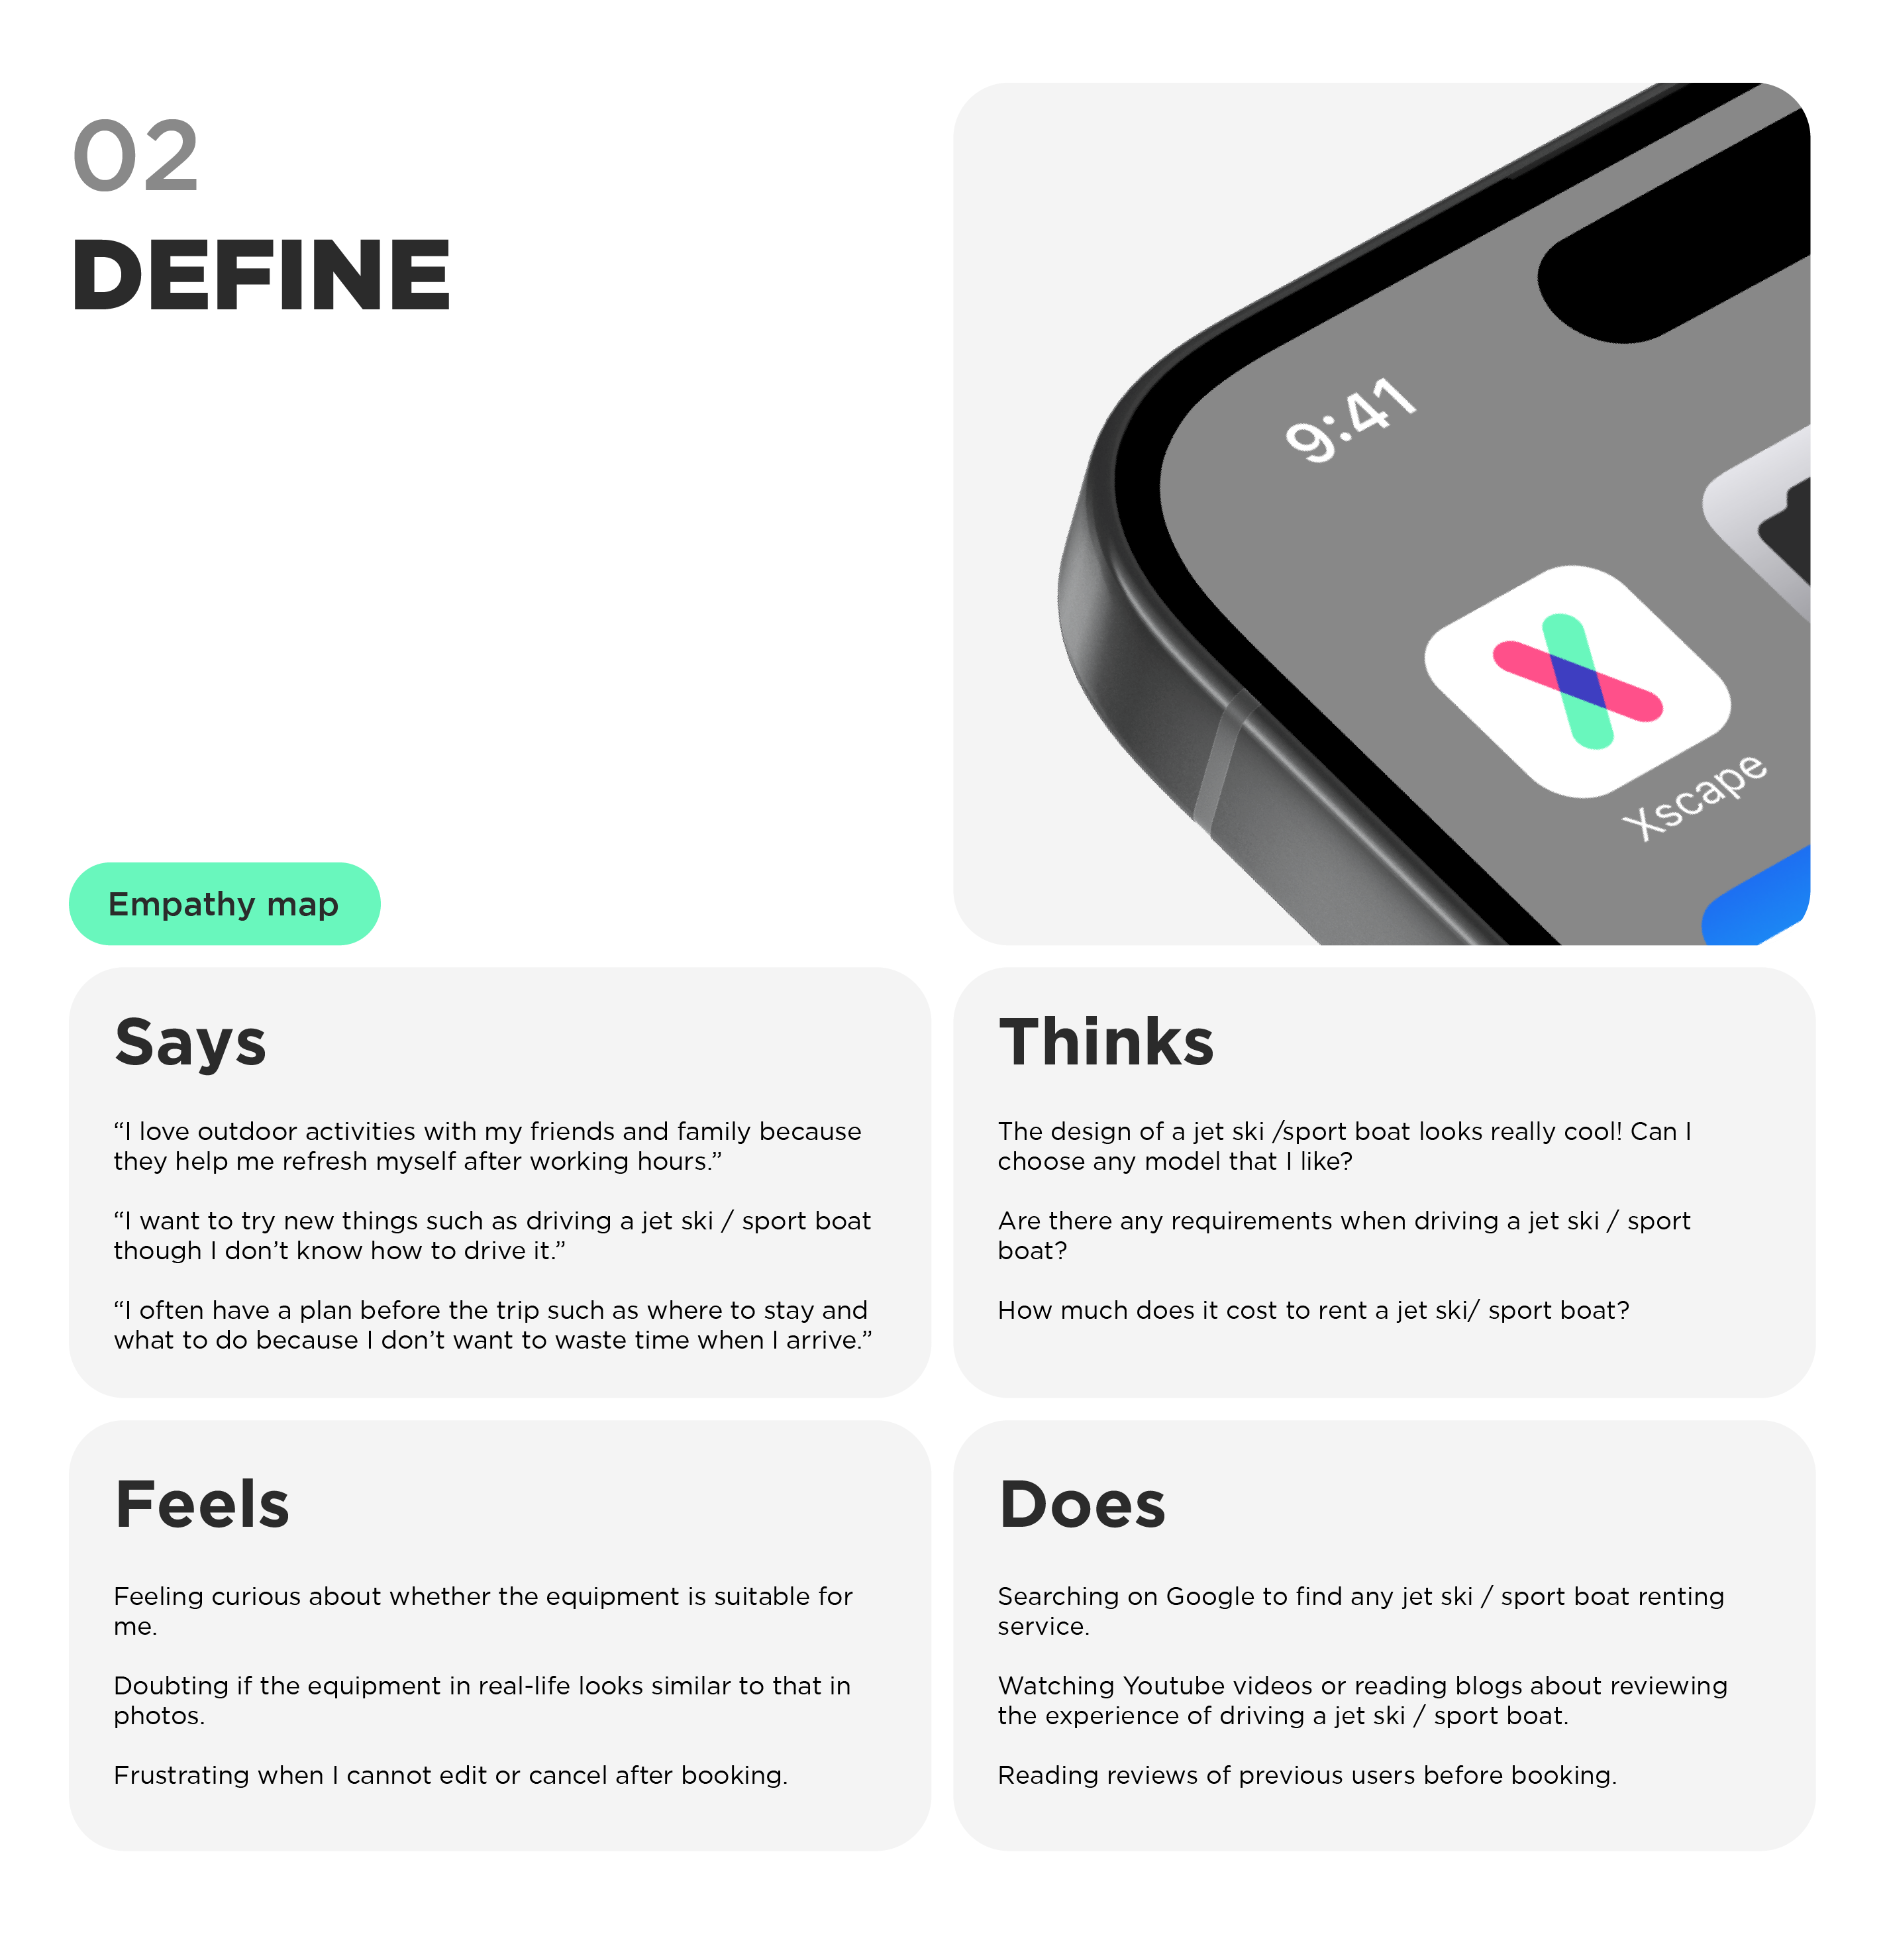 02
DEFINE
9:41
Xscape
Empathy map
Says
“I love outdoor activities with my friends and family because
they help me refresh myself after working hours.”
“I want to try new things such as driving a jet ski / sport boat
though I don’t know how to drive it.”
“I often have a plan before the trip such as where to stay and
what to do because I don’t want to waste time when I arrive.”
Thinks
The design of a jet ski /sport boat looks really cool! Can I
choose any model that I like?
Are there any requirements when driving a jet ski / sport
boat?
How much does it cost to rent a jet ski/ sport boat?
Feels
Feeling curious about whether the equipment is suitable for
me.
Doubting if the equipment in real-life looks similar to that in
photos.
Frustrating when I cannot edit or cancel after booking.
Does
Searching on Google to find any jet ski / sport boat renting
service.
Watching Youtube videos or reading blogs about reviewing
the experience of driving a jet ski / sport boat.
Reading reviews of previous users before booking.